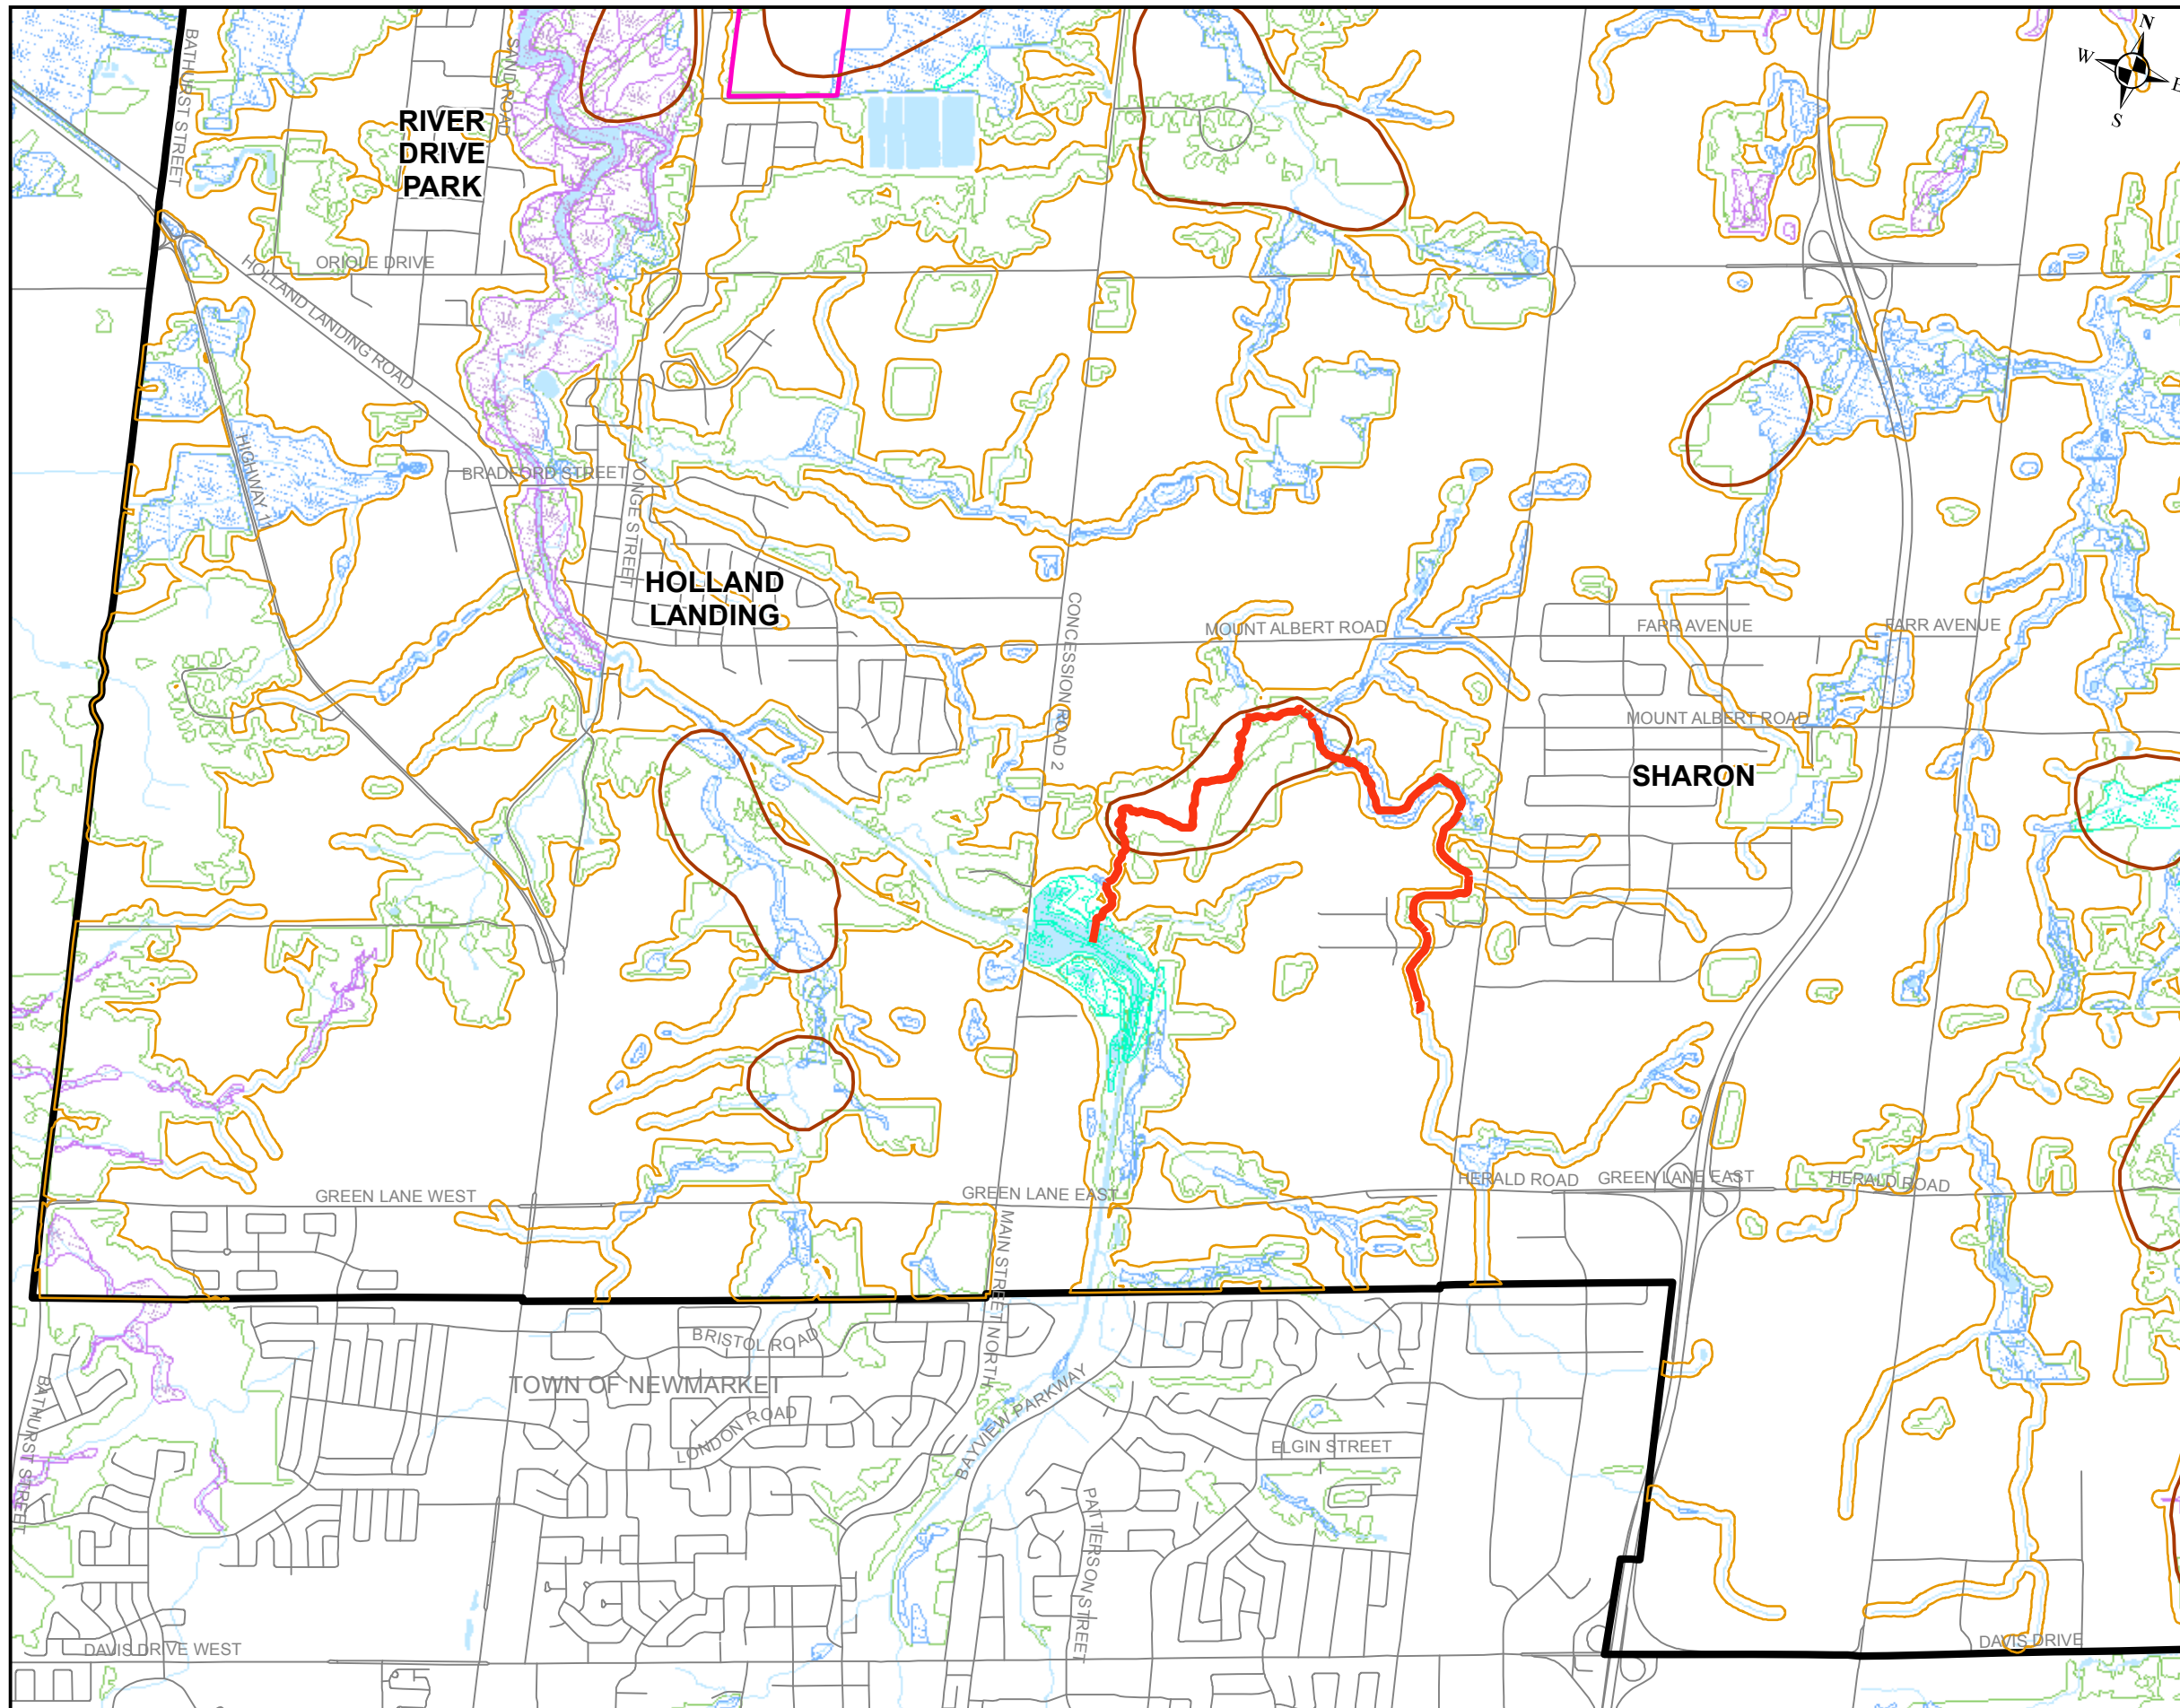 N
W
E
S
BATHURST STREET
SAND ROAD
RIVER
DRIVE
PARK
ORIOLE DRIVE
HOLLAND LANDING ROAD
HIGHWAY 11
BRADFORD STREET
YONGE STREET
HOLLAND
LANDING
CONCESSION ROAD 2
MOUNT ALBERT ROAD
FARR AVENUE
FARR AVENUE
MOUNT ALBERT ROAD
SHARON
GREEN LANE WEST
GREEN LANE EAST
HERALD ROAD
GREEN LANE EAST
HERALD ROAD
MAIN STREET NORTH
BRISTOL ROAD
TOWN OF NEWMARKET
BATHURST STREET
LONDON ROAD
BAYVIEW PARKWAY
ELGIN STREET
PATTERSON STREET
DAVIS DRIVE WEST
DAVIS DRIVE